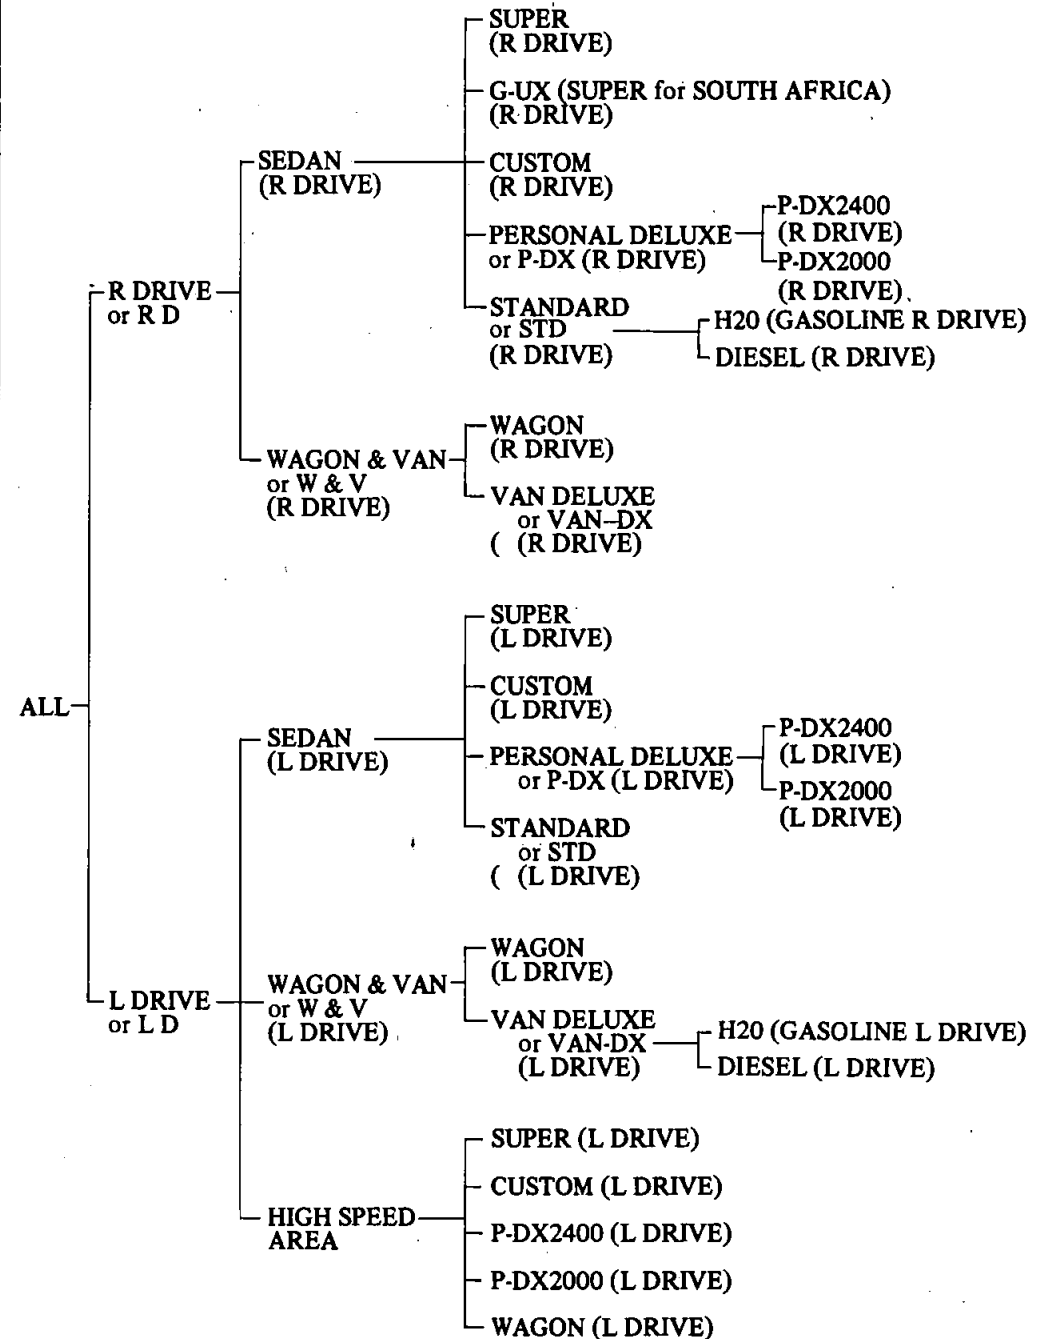 SUPER
(R DRIVE)
G-UX (SUPER for SOUTH AFRICA)
(R DRIVE)
SEDAN
(R DRIVE)
CUSTOM
(R DRIVE)
PERSONAL DELUXE
or P-DX (R DRIVE)
P-DX2400
(R DRIVE)
P-DX2000
(R DRIVE)
R DRIVE
or R D
STANDARD
or STD
(R DRIVE)
H20 (GASOLINE R DRIVE)
DIESEL (R DRIVE)
WAGON & VAN
or W & V
(R DRIVE)
WAGON
(R DRIVE)
VAN DELUXE
or VAN-DX
( (R DRIVE)
ALL
SUPER
(L DRIVE)
CUSTOM
(L DRIVE)
SEDAN
(L DRIVE)
PERSONAL DELUXE
or P-DX (L DRIVE)
P-DX2400
(L DRIVE)
P-DX2000
(L DRIVE)
STANDARD
or STD
( (L DRIVE)
L DRIVE
or L D
WAGON & VAN
or W & V
(L DRIVE)
WAGON
(L DRIVE)
VAN DELUXE
or VAN-DX
(L DRIVE)
H20 (GASOLINE L DRIVE)
DIESEL (L DRIVE)
HIGH SPEED
AREA
SUPER (L DRIVE)
CUSTOM (L DRIVE)
P-DX2400 (L DRIVE)
P-DX2000 (L DRIVE)
WAGON (L DRIVE)